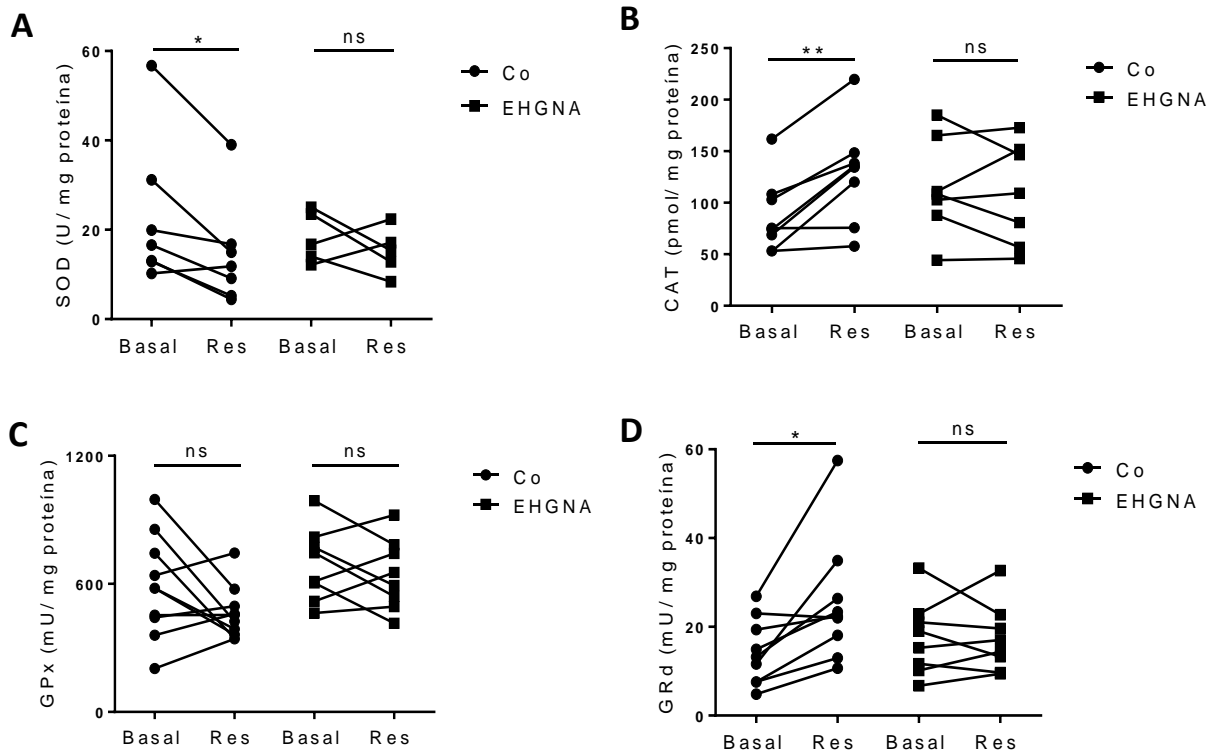 A
SOD (U/ mg proteína)
60
40
20
0
*
ns
Basal
Res
Basal
Res
Co
EHGNA
B
CAT (pmol/ mg proteína)
250
200
150
100
50
0
**
ns
Basal
Res
Basal
Res
Co
EHGNA
C
GPx (mU/ mg proteína)
1200
600
0
ns
ns
Basal
Res
Basal
Res
Co
EHGNA
D
GRd (mU/ mg proteína)
60
40
20
0
*
ns
Basal
Res
Basal
Res
Co
EHGNA